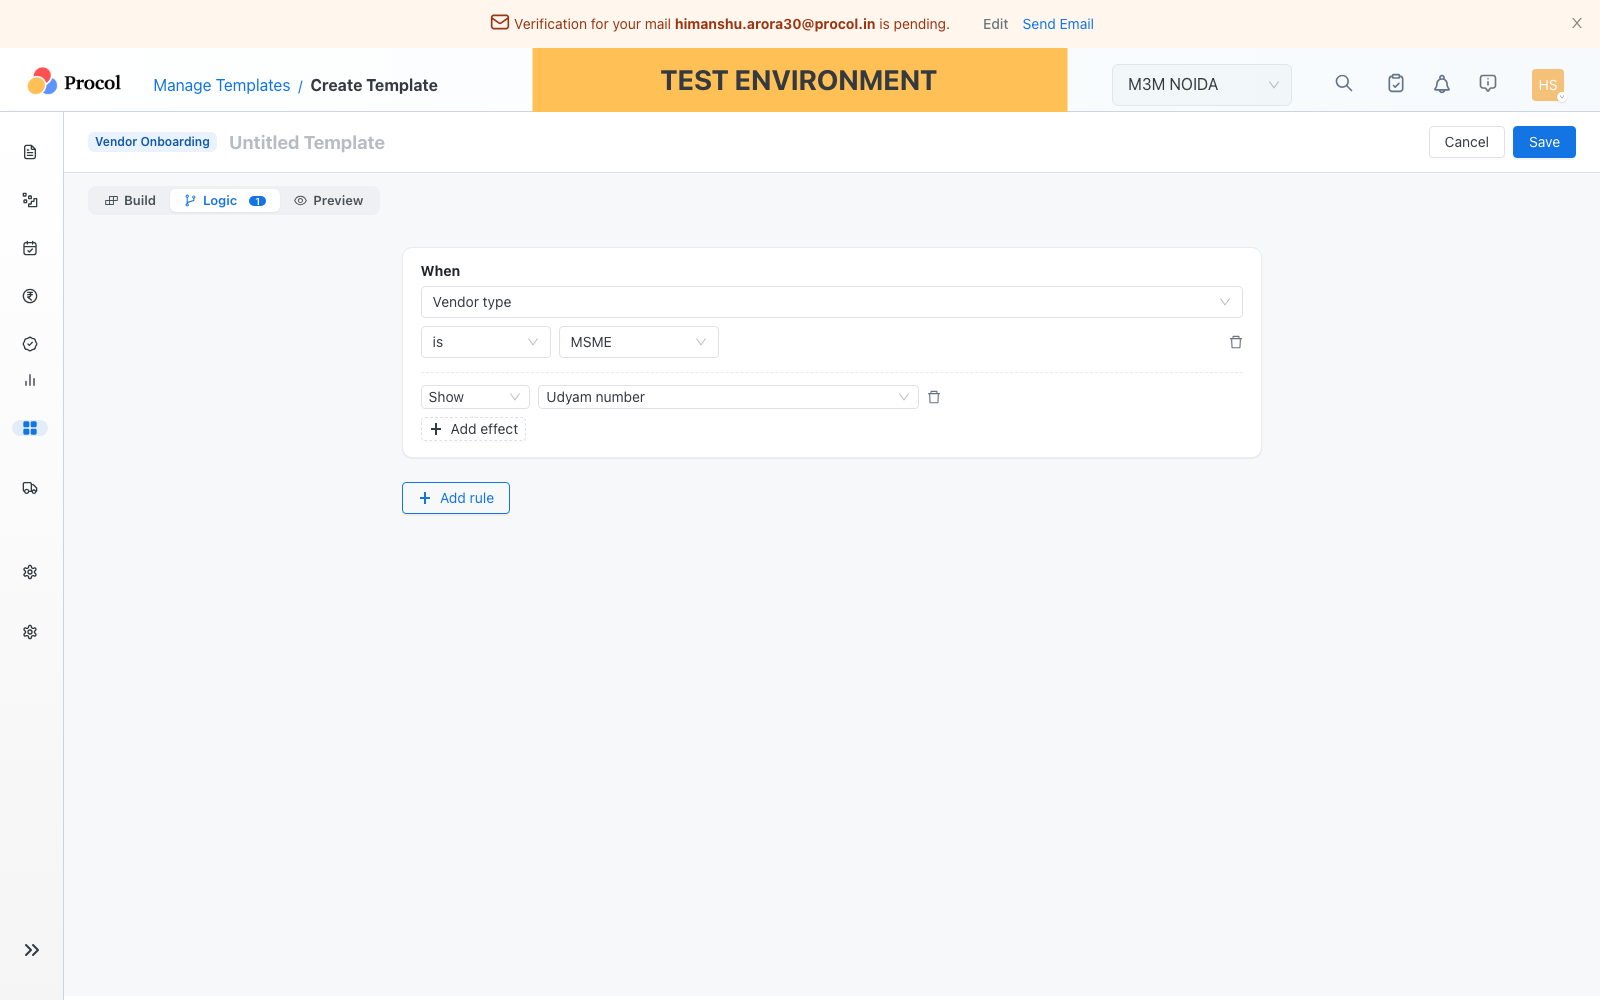 Verification for your mail himanshu.arora30@procol.in is pending. Edit Send Email
Procol
Manage Templates / Create Template
TEST ENVIRONMENT
M3M NOIDA
HS
Vendor Onboarding
Untitled Template
Cancel
Save
Build
Logic 1
Preview
When
Vendor type
is
MSME
Show
Udyam number
+ Add effect
+ Add rule